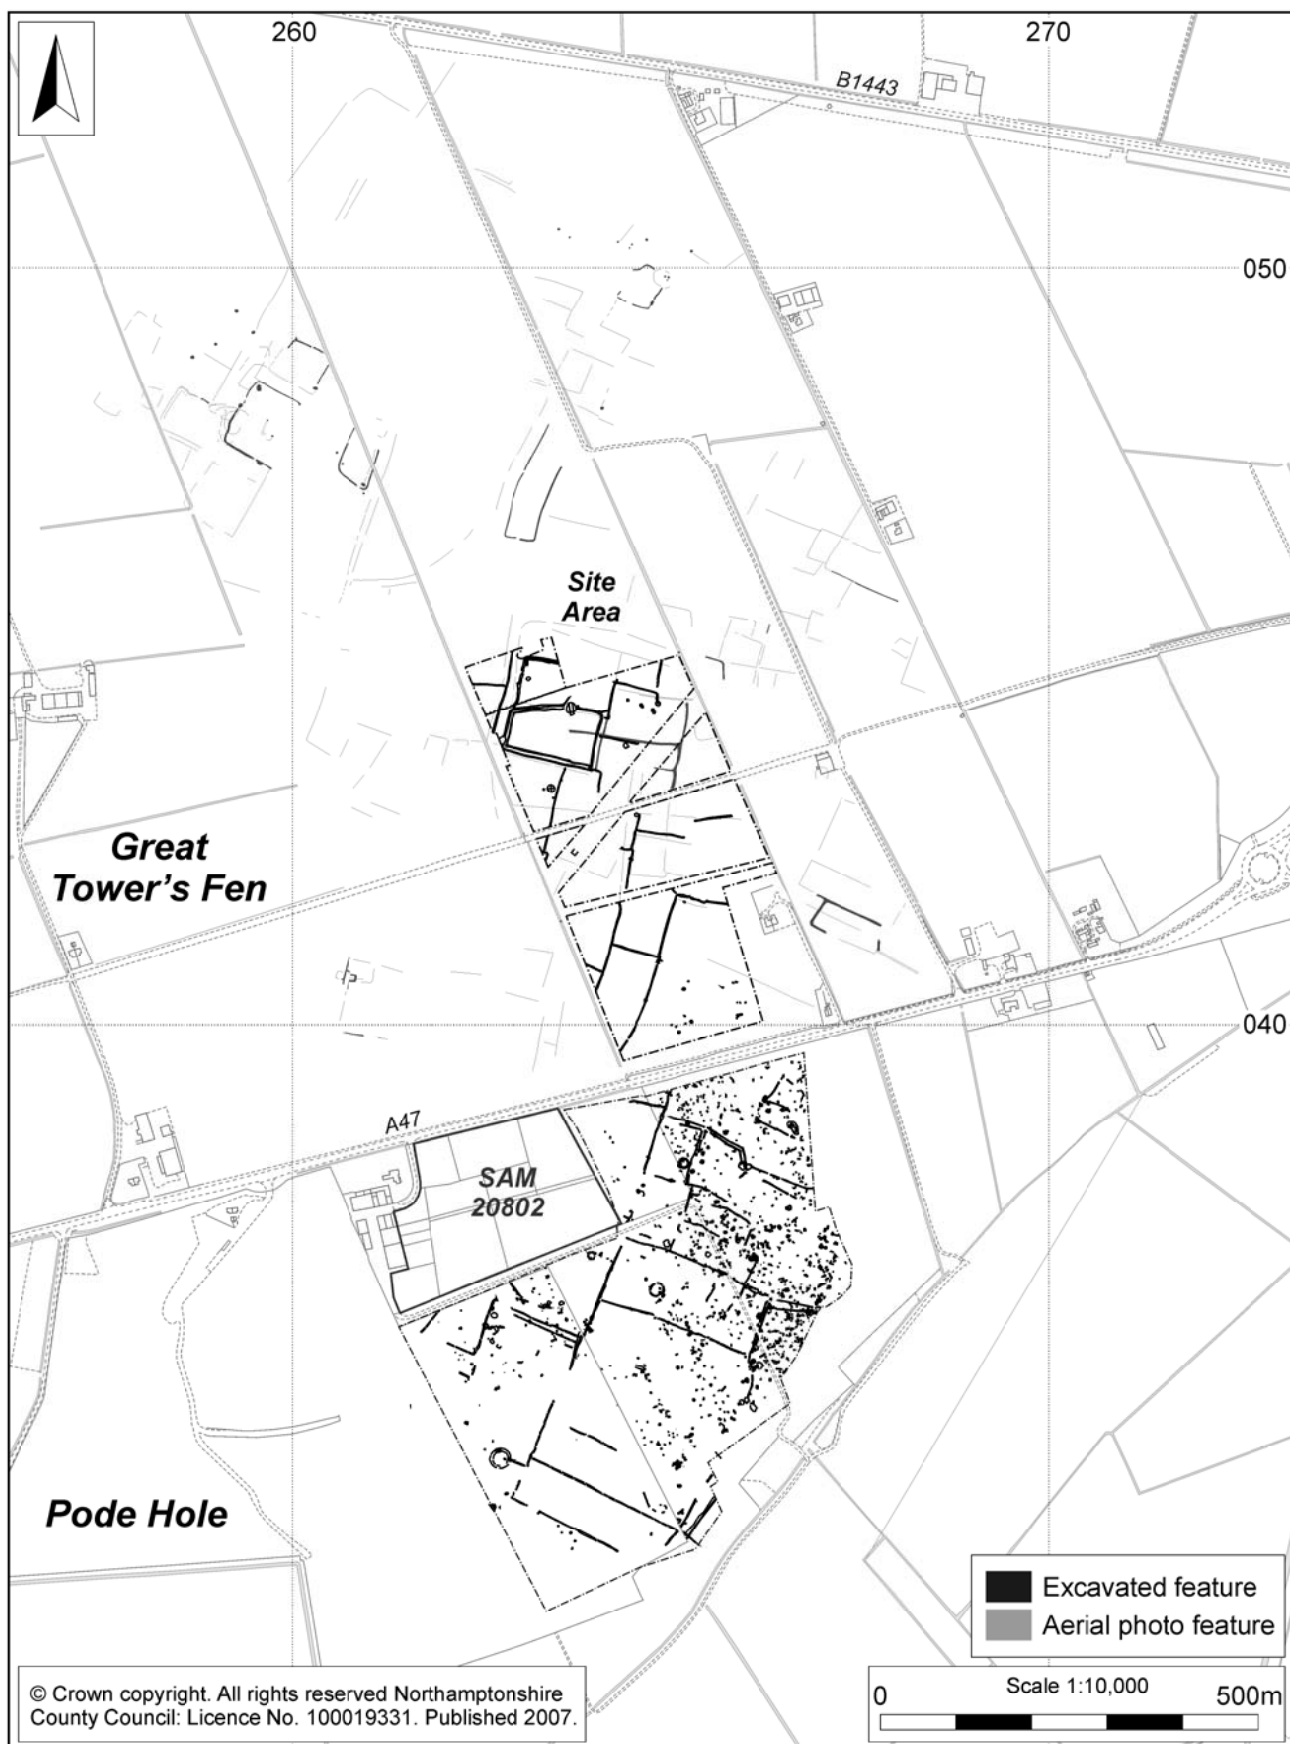 260
270
B1443
050
Site
Area
Great
Tower's Fen
040
A47
SAM
20802
Pode Hole
Excavated feature
Aerial photo feature
© Crown copyright. All rights reserved Northamptonshire
County Council: Licence No. 100019331. Published 2007.
Scale 1:10,000
0
500m